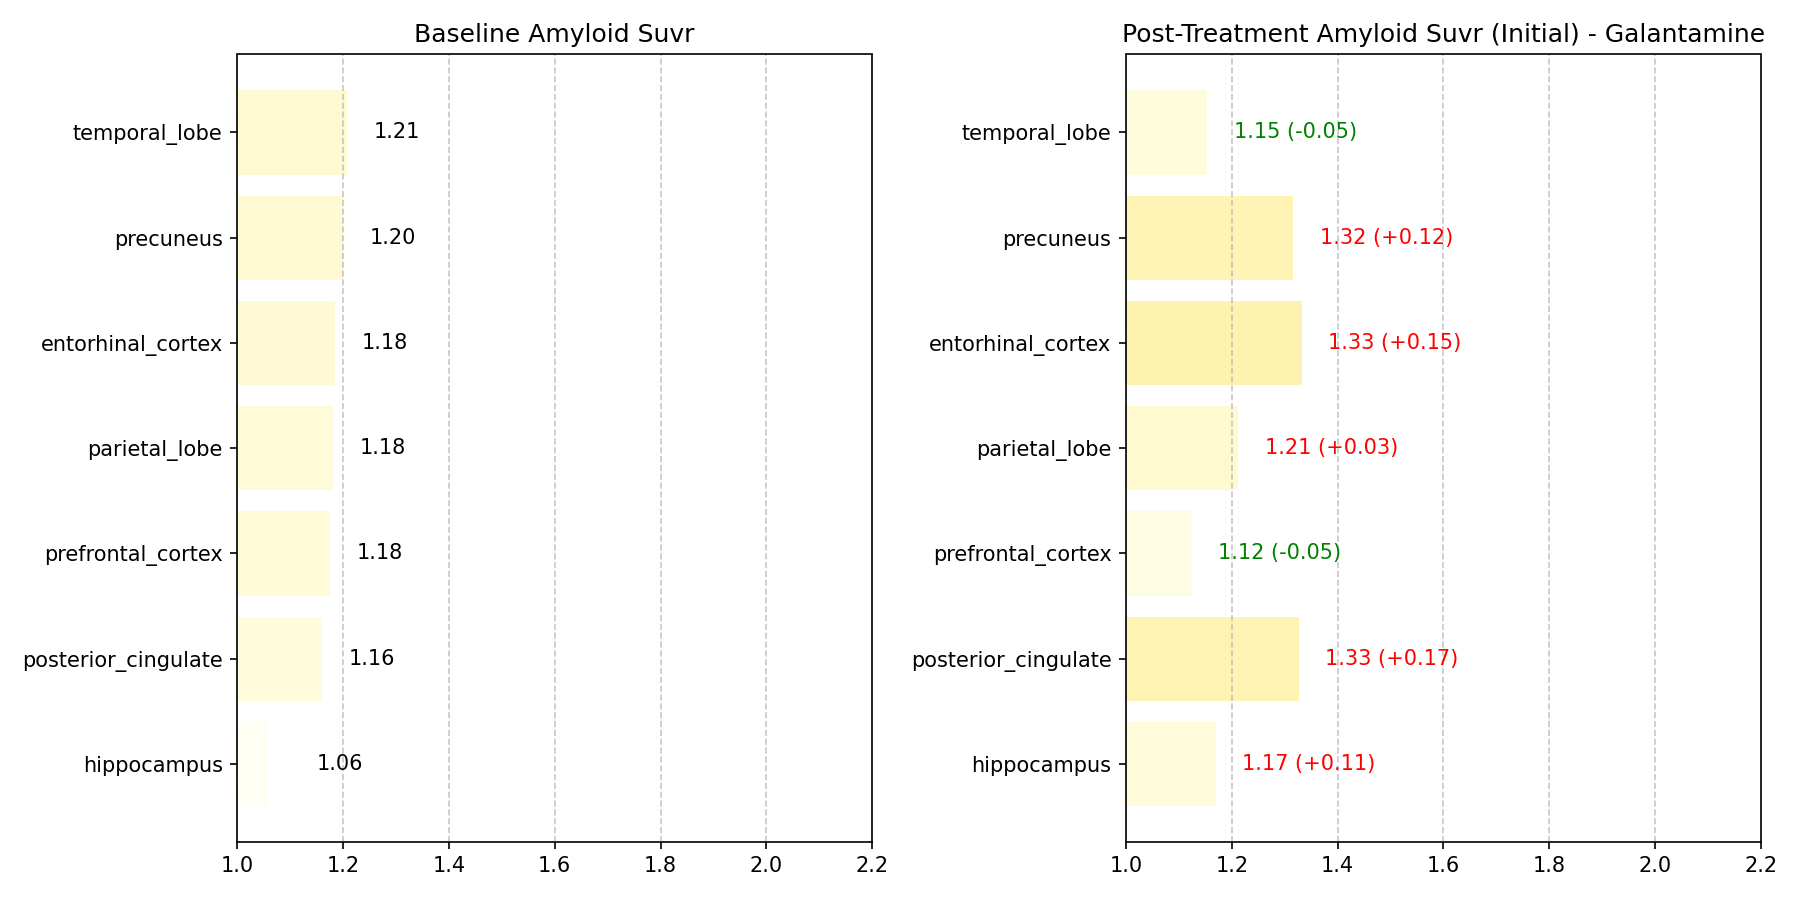 Baseline Amyloid Suvr
temporal_lobe
1.21
precuneus
1.20
entorhinal_cortex
1.18
parietal_lobe
1.18
prefrontal_cortex
1.18
posterior_cingulate
1.16
hippocampus
1.06
1.0 1.2 1.4 1.6 1.8 2.0 2.2
Post-Treatment Amyloid Suvr (Initial) - Galantamine
temporal_lobe
1.15 (-0.05)
precuneus
1.32 (+0.12)
entorhinal_cortex
1.33 (+0.15)
parietal_lobe
1.21 (+0.03)
prefrontal_cortex
1.12 (-0.05)
posterior_cingulate
1.33 (+0.17)
hippocampus
1.17 (+0.11)
1.0 1.2 1.4 1.6 1.8 2.0 2.2